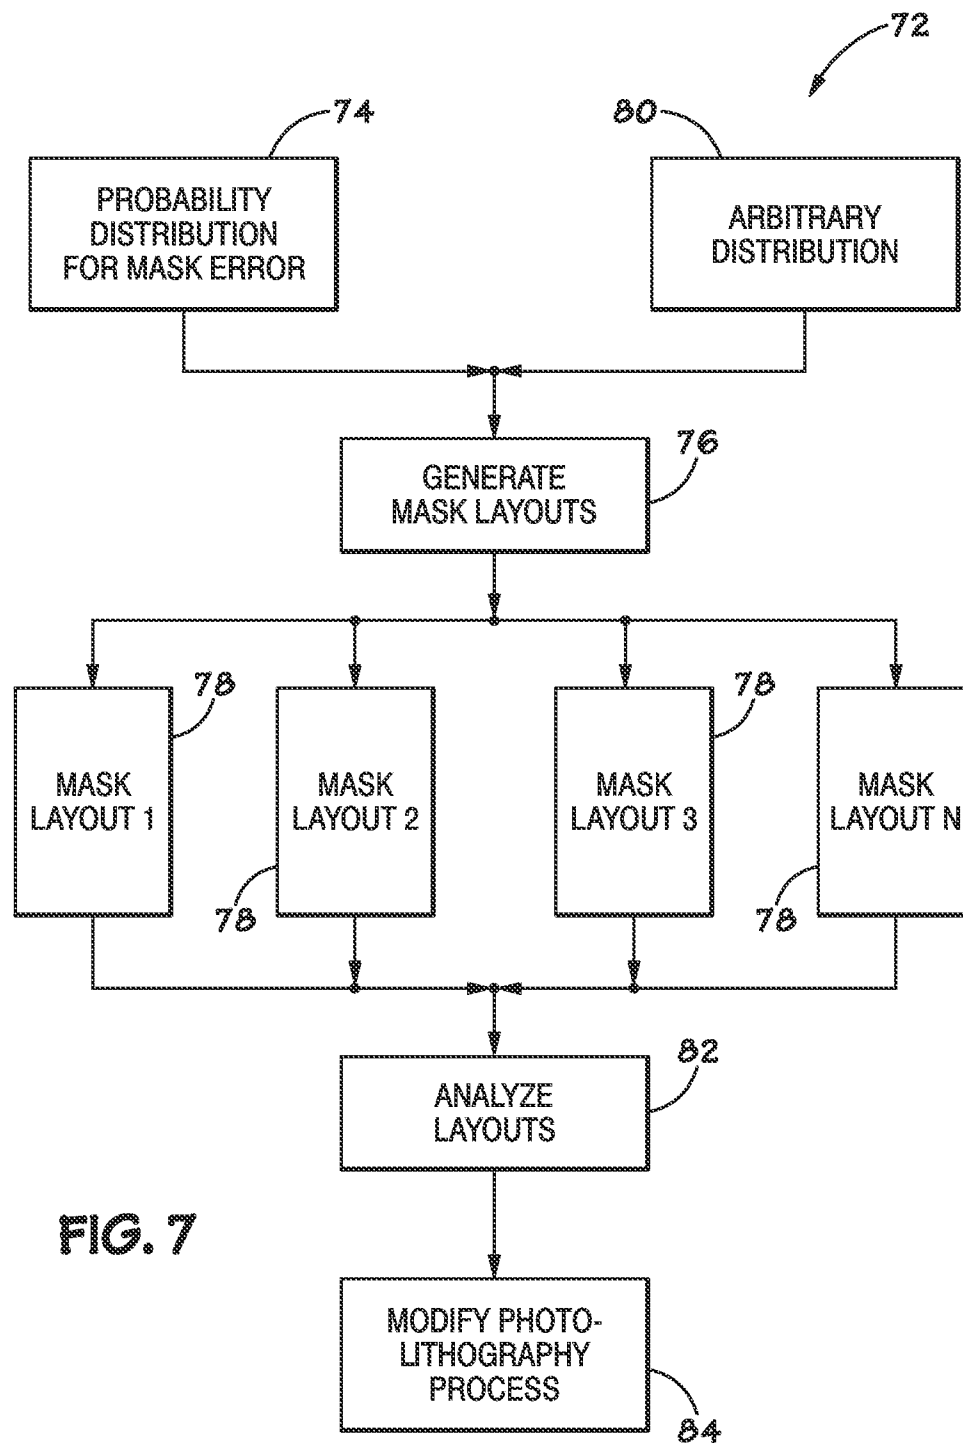 72
74
80
PROBABILITY
DISTRIBUTION
FOR MASK ERROR
ARBITRARY
DISTRIBUTION
76
GENERATE
MASK LAYOUTS
78
78
MASK
LAYOUT 1
MASK
LAYOUT 2
MASK
LAYOUT 3
MASK
LAYOUT N
78
78
82
ANALYZE
LAYOUTS
FIG. 7
MODIFY PHOTO-
LITHOGRAPHY
PROCESS
84